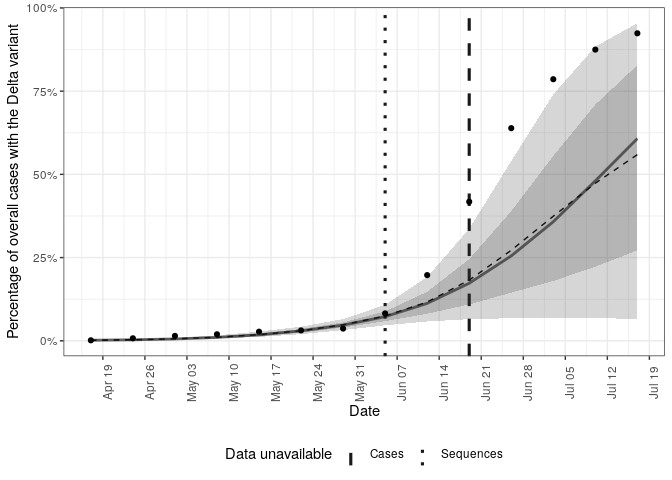 Percentage of overall cases with the Delta variant
100%
75%
50%
25%
0%
Apr 19
Apr 26
May 03
May 10
May 17
May 24
May 31
Jun 07
Jun 14
Jun 21
Jun 28
Jul 05
Jul 12
Jul 19
Date
Data unavailable Cases Sequences